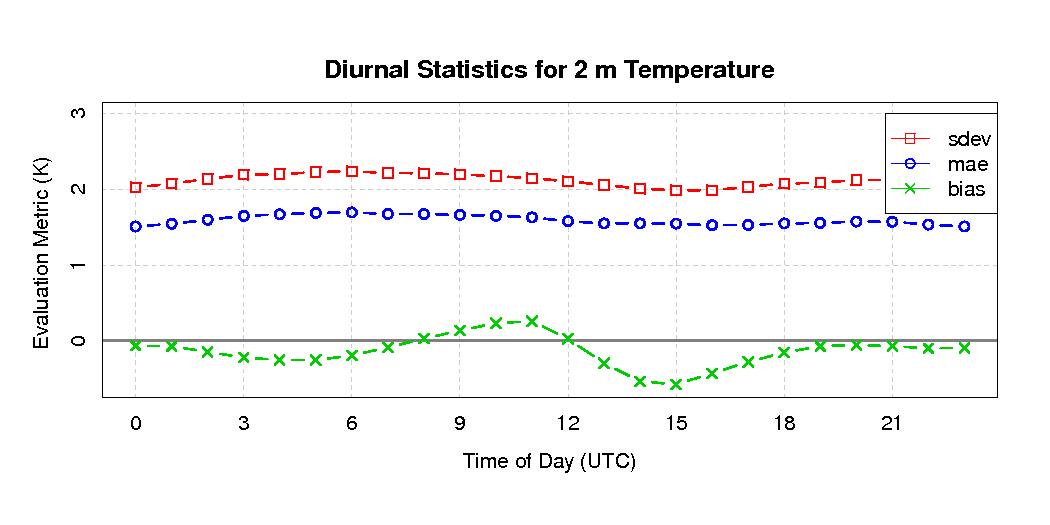 Diurnal Statistics for 2 m Temperature
Evaluation Metric (K)
3
2
1
0
sdev
mae
bias
0 3 6 9 12 15 18 21
Time of Day (UTC)